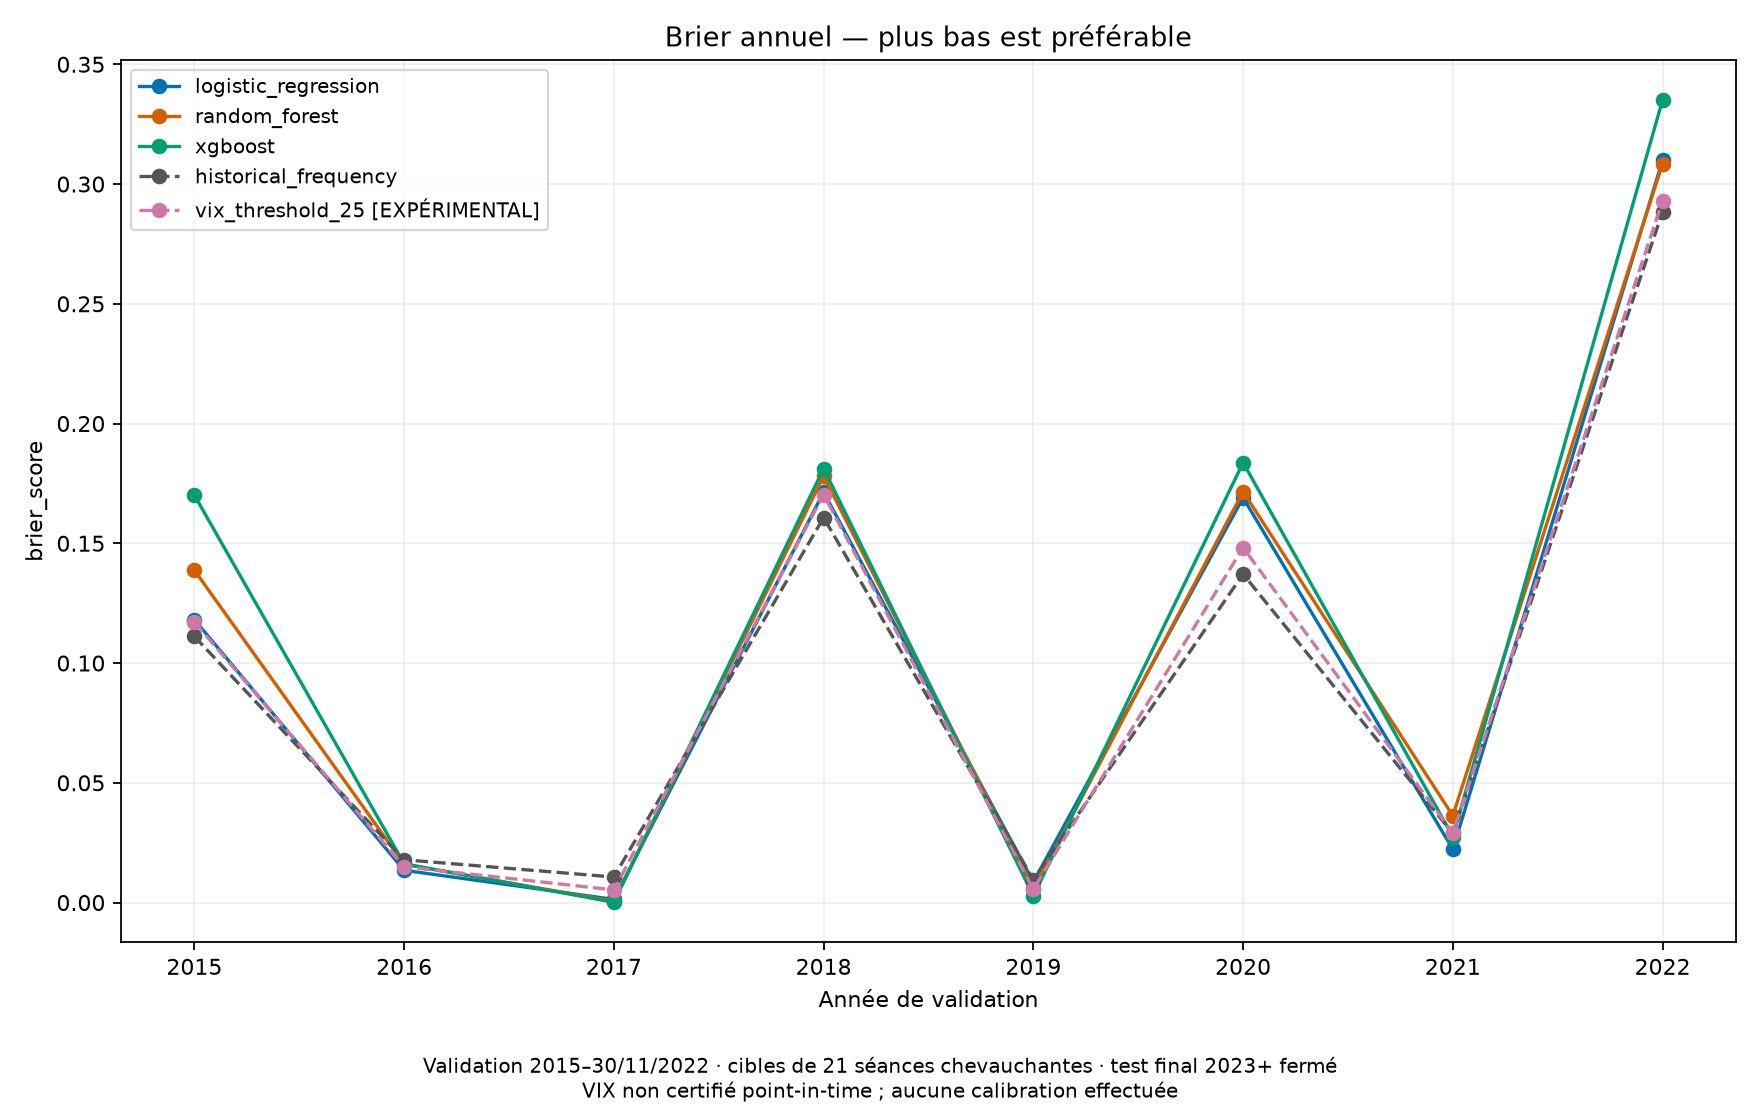 Brier annuel — plus bas est préférable
0.35
0.30
0.25
0.20
0.15
0.10
0.05
0.00
brier_score
logistic_regression
random_forest
xgboost
historical_frequency
vix_threshold_25 [EXPÉRIMENTAL]
2015 2016 2017 2018 2019 2020 2021 2022
Année de validation
Validation 2015–30/11/2022 · cibles de 21 séances chevauchantes · test final 2023+ fermé
VIX non certifié point-in-time ; aucune calibration effectuée